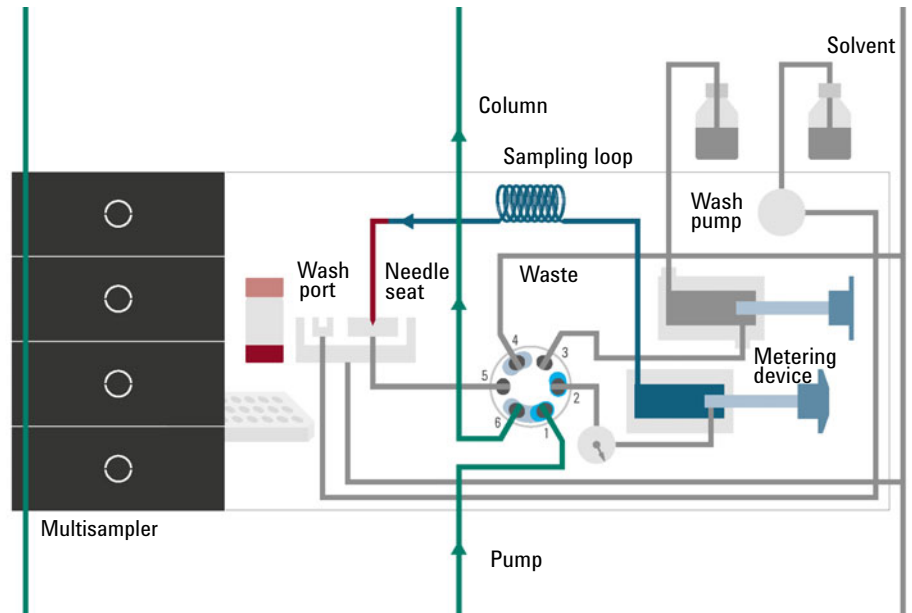 Solvent
Column
Sampling loop
Wash
pump
Wash
port
Needle
seat
Waste
4
3
5
2
6
1
Metering
device
Multisampler
Pump